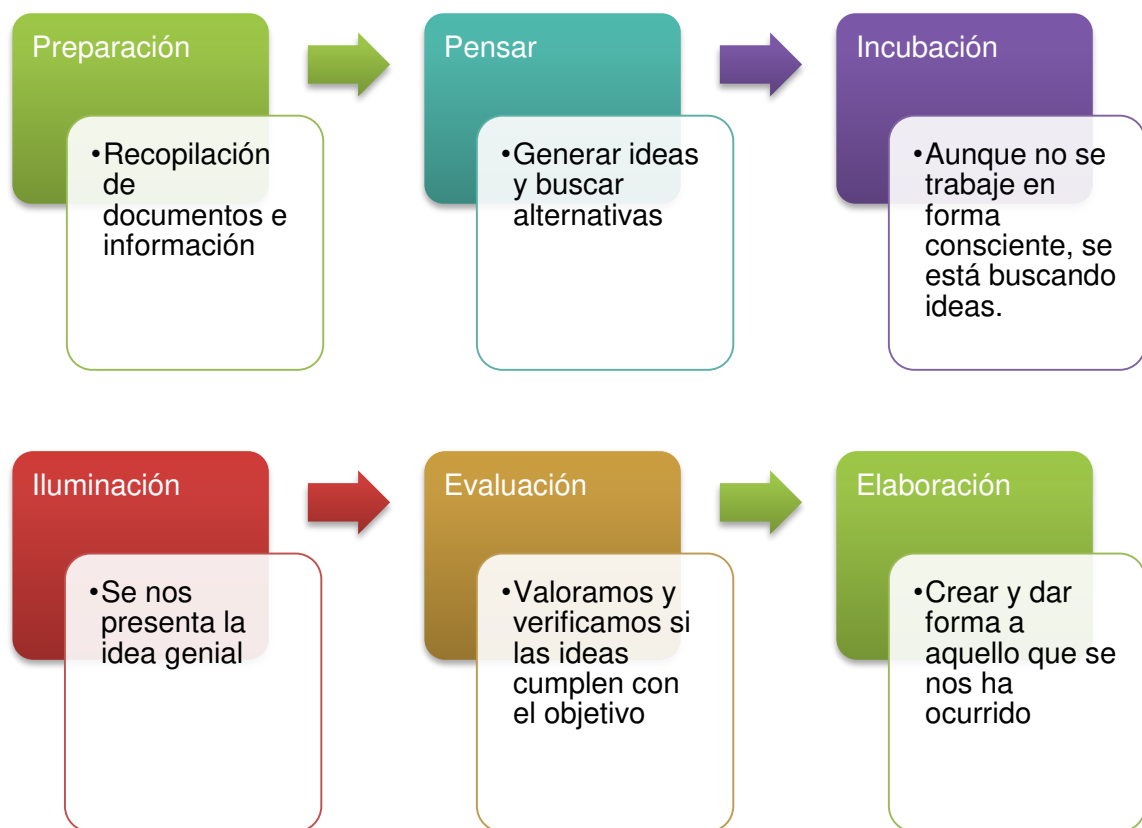 Preparación
•Recopilación
de
documentos e
información
Pensar
•Generar ideas
y buscar
alternativas
Incubación
•Aunque no se
trabaje en
forma
consciente, se
está buscando
ideas.
Iluminación
•Se nos
presenta la
idea genial
Evaluación
•Valoramos y
verificamos si
las ideas
cumplen con
el objetivo
Elaboración
•Crear y dar
forma a
aquello que se
nos ha
ocurrido